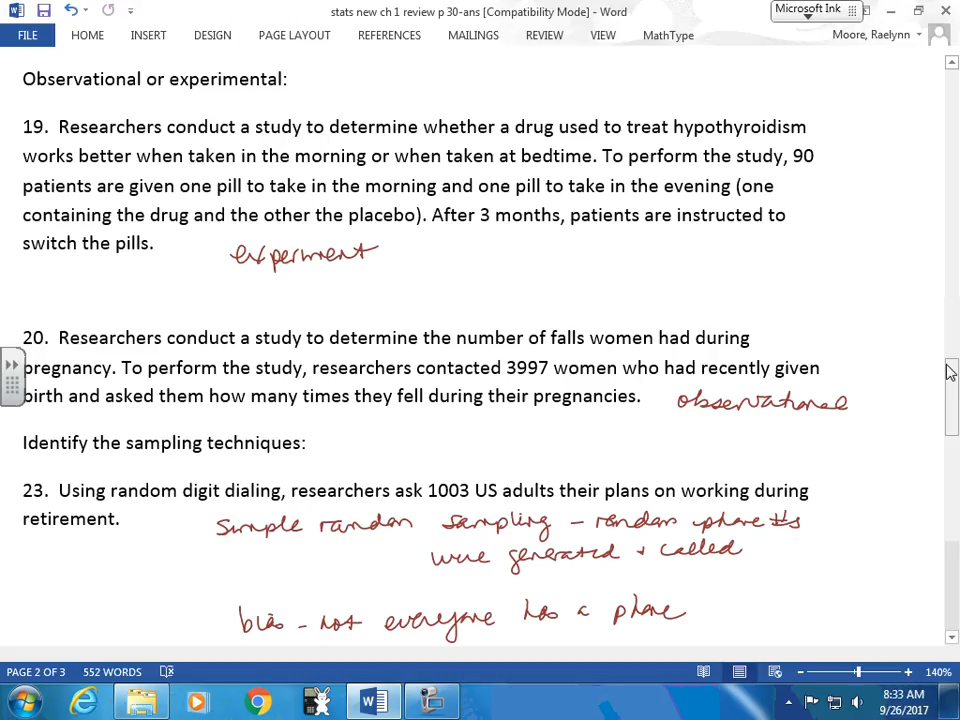 stats new ch 1 review p 30-ans [Compatibility Mode] - Word
Microsoft Ink
FILE HOME INSERT DESIGN PAGE LAYOUT REFERENCES MAILINGS REVIEW VIEW MathType Moore, Raelynn
Observational or experimental:
19. Researchers conduct a study to determine whether a drug used to treat hypothyroidism
works better when taken in the morning or when taken at bedtime. To perform the study, 90
patients are given one pill to take in the morning and one pill to take in the evening (one
containing the drug and the other the placebo). After 3 months, patients are instructed to
switch the pills.
experiment
20. Researchers conduct a study to determine the number of falls women had during
pregnancy. To perform the study, researchers contacted 3997 women who had recently given
birth and asked them how many times they fell during their pregnancies.
observational
Identify the sampling techniques:
23. Using random digit dialing, researchers ask 1003 US adults their plans on working during
retirement.
simple random sampling - random phone #s
were generated + called
bias - not everyone has a phone
PAGE 2 OF 3 552 WORDS 140%
8:33 AM
9/26/2017